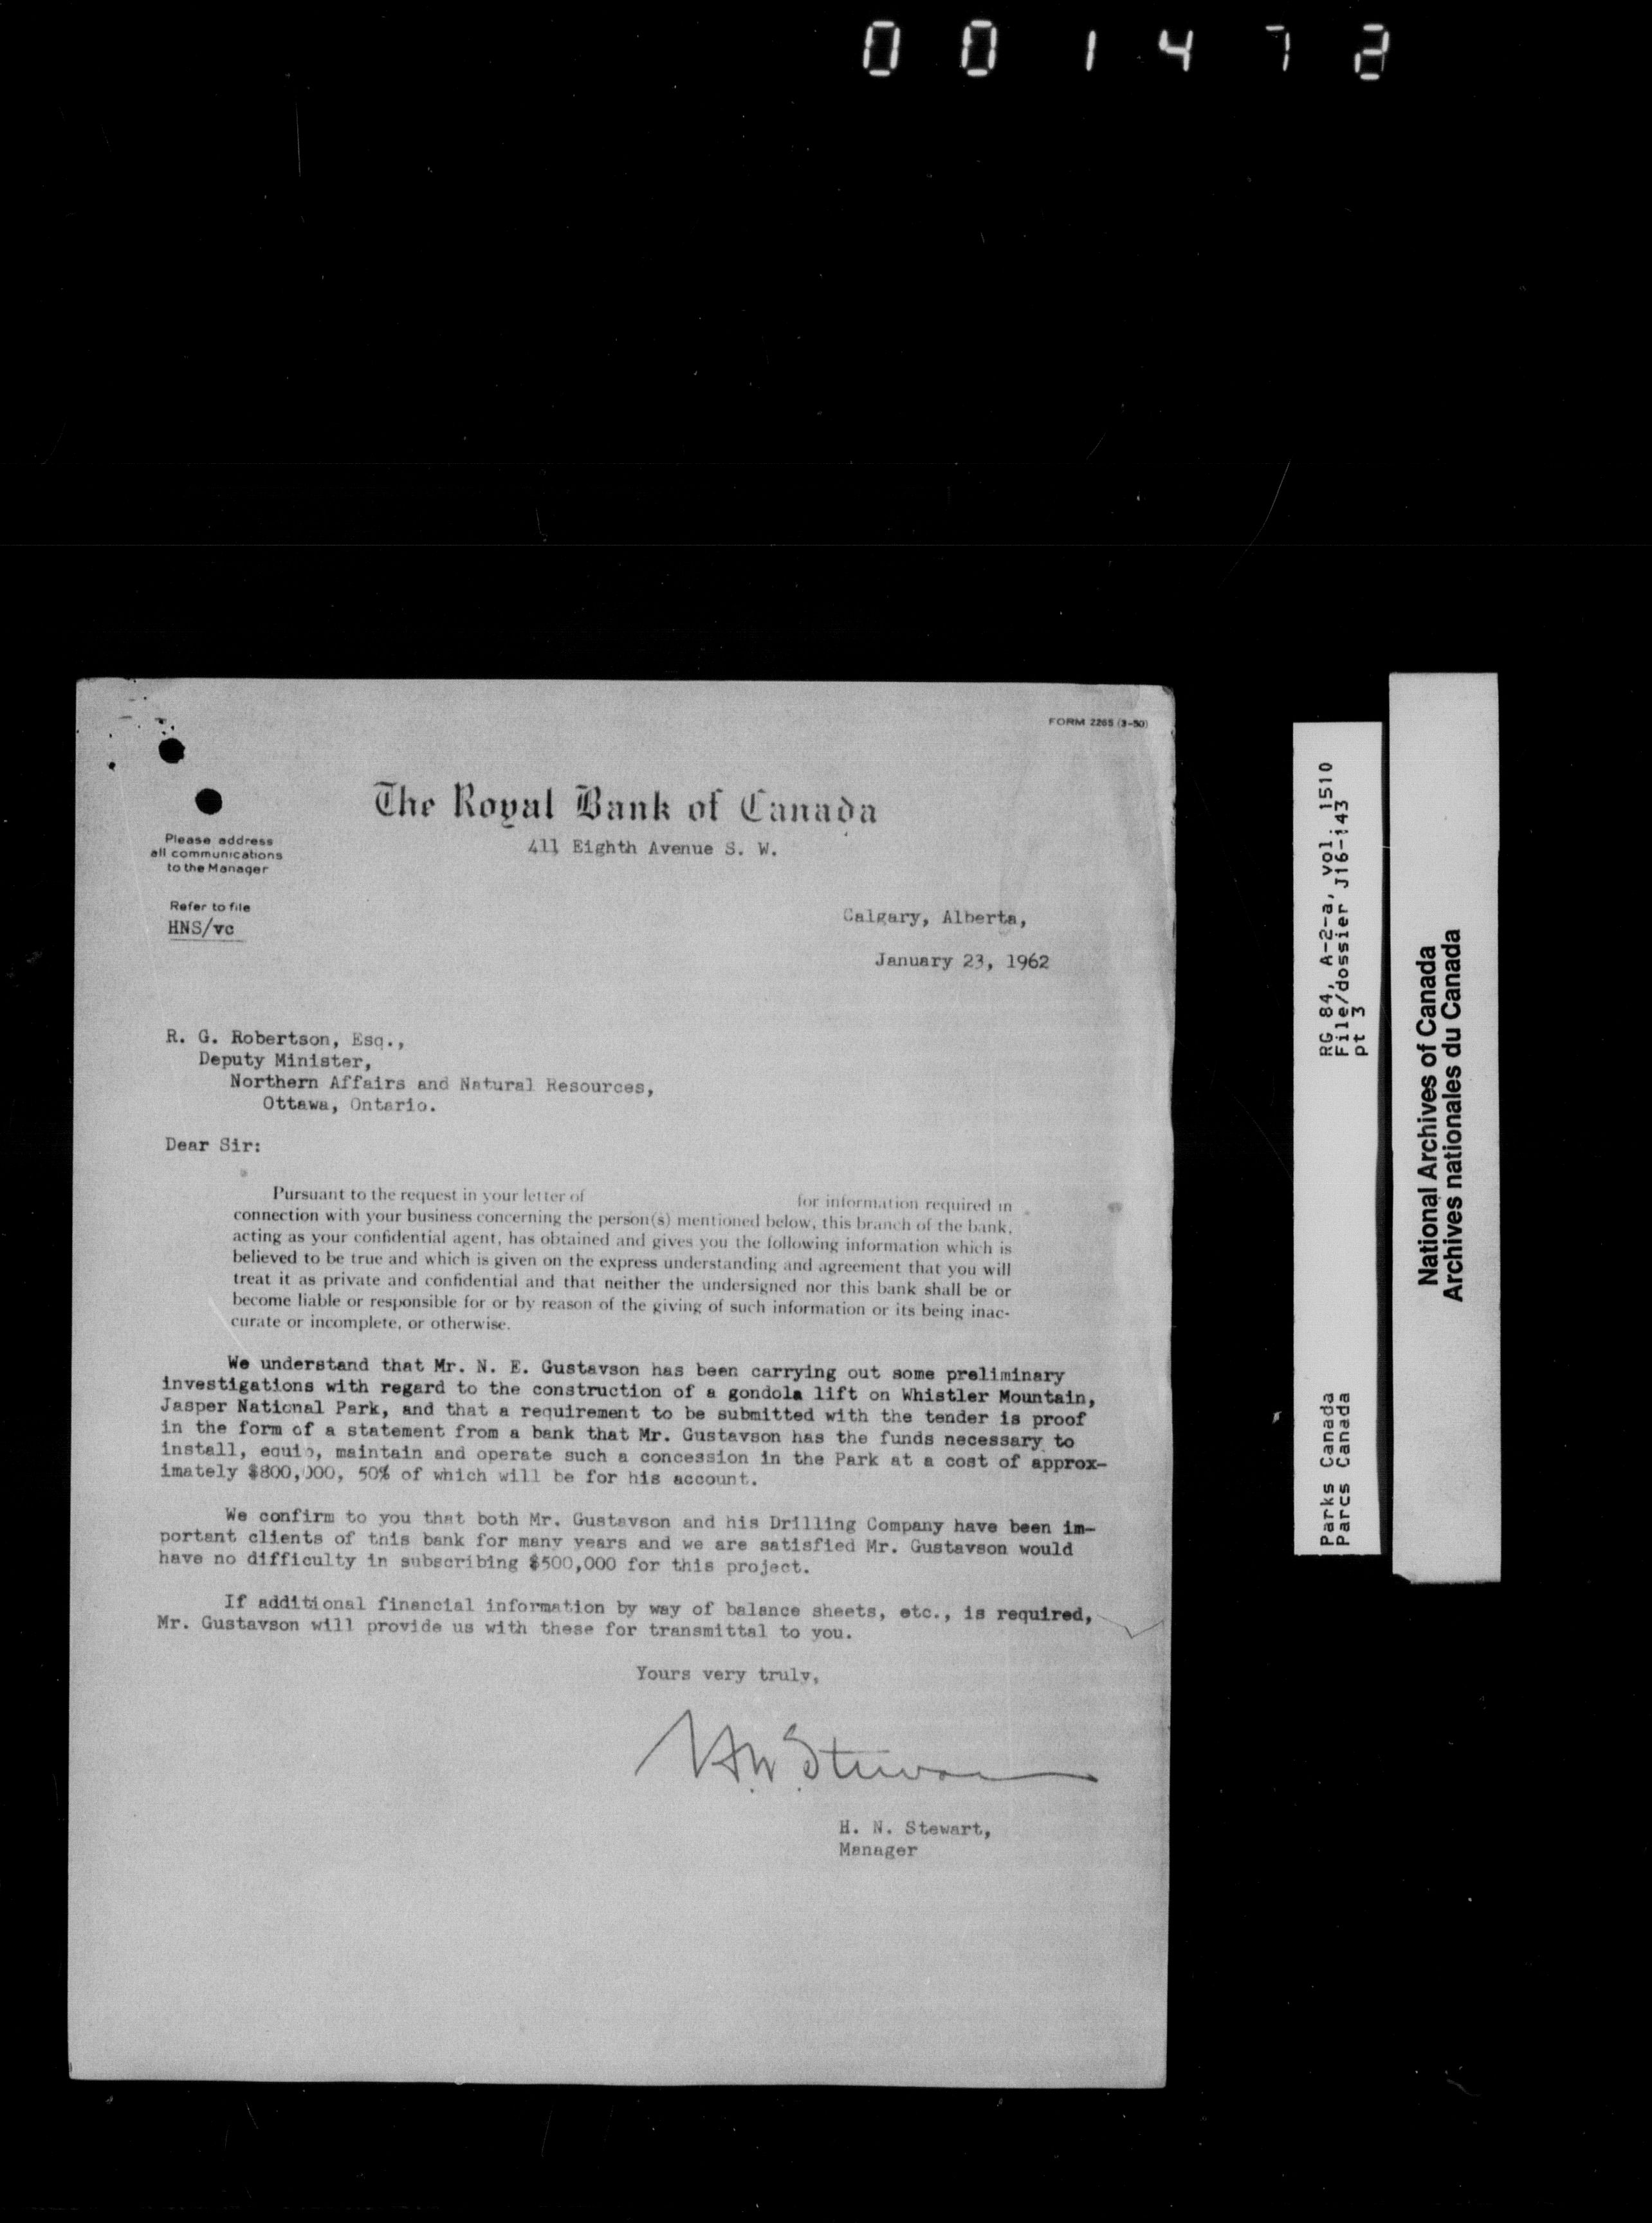 001472
FORM 2265 (3-50)
The Royal Bank of Canada
411 Eighth Avenue S. W.
Please address
all communications
to the Manager
Refer to file
HNS/vc
Calgary, Alberta,
January 23, 1962
R. G. Robertson, Esq.,
Deputy Minister,
Northern Affairs and Natural Resources,
Ottawa, Ontario.
Dear Sir:
Pursuant to the request in your letter of for information required in
connection with your business concerning the person(s) mentioned below, this branch of the bank,
acting as your confidential agent, has obtained and gives you the following information which is
believed to be true and which is given on the express understanding and agreement that you will
treat it as private and confidential and that neither the undersigned nor this bank shall be or
become liable or responsible for or by reason of the giving of such information or its being inac-
curate or incomplete, or otherwise.
We understand that Mr. N. E. Gustavson has been carrying out some preliminary
investigations with regard to the construction of a gondola lift on Whistler Mountain,
Jasper National Park, and that a requirement to be submitted with the tender is proof
in the form of a statement from a bank that Mr. Gustavson has the funds necessary to
install, equip, maintain and operate such a concession in the Park at a cost of approx-
imately $800,000, 50% of which will be for his account.
We confirm to you that both Mr. Gustavson and his Drilling Company have been im-
portant clients of this bank for many years and we are satisfied Mr. Gustavson would
have no difficulty in subscribing $500,000 for this project.
If additional financial information by way of balance sheets, etc., is required,
Mr. Gustavson will provide us with these for transmittal to you.
Yours very truly,
H.N. Stewart
H. N. Stewart,
Manager
RG 84, A-2-a, vol. 1510
File/dossier J16-143
pt 3
Parks Canada
Parcs Canada
National Archives of Canada
Archives nationales du Canada